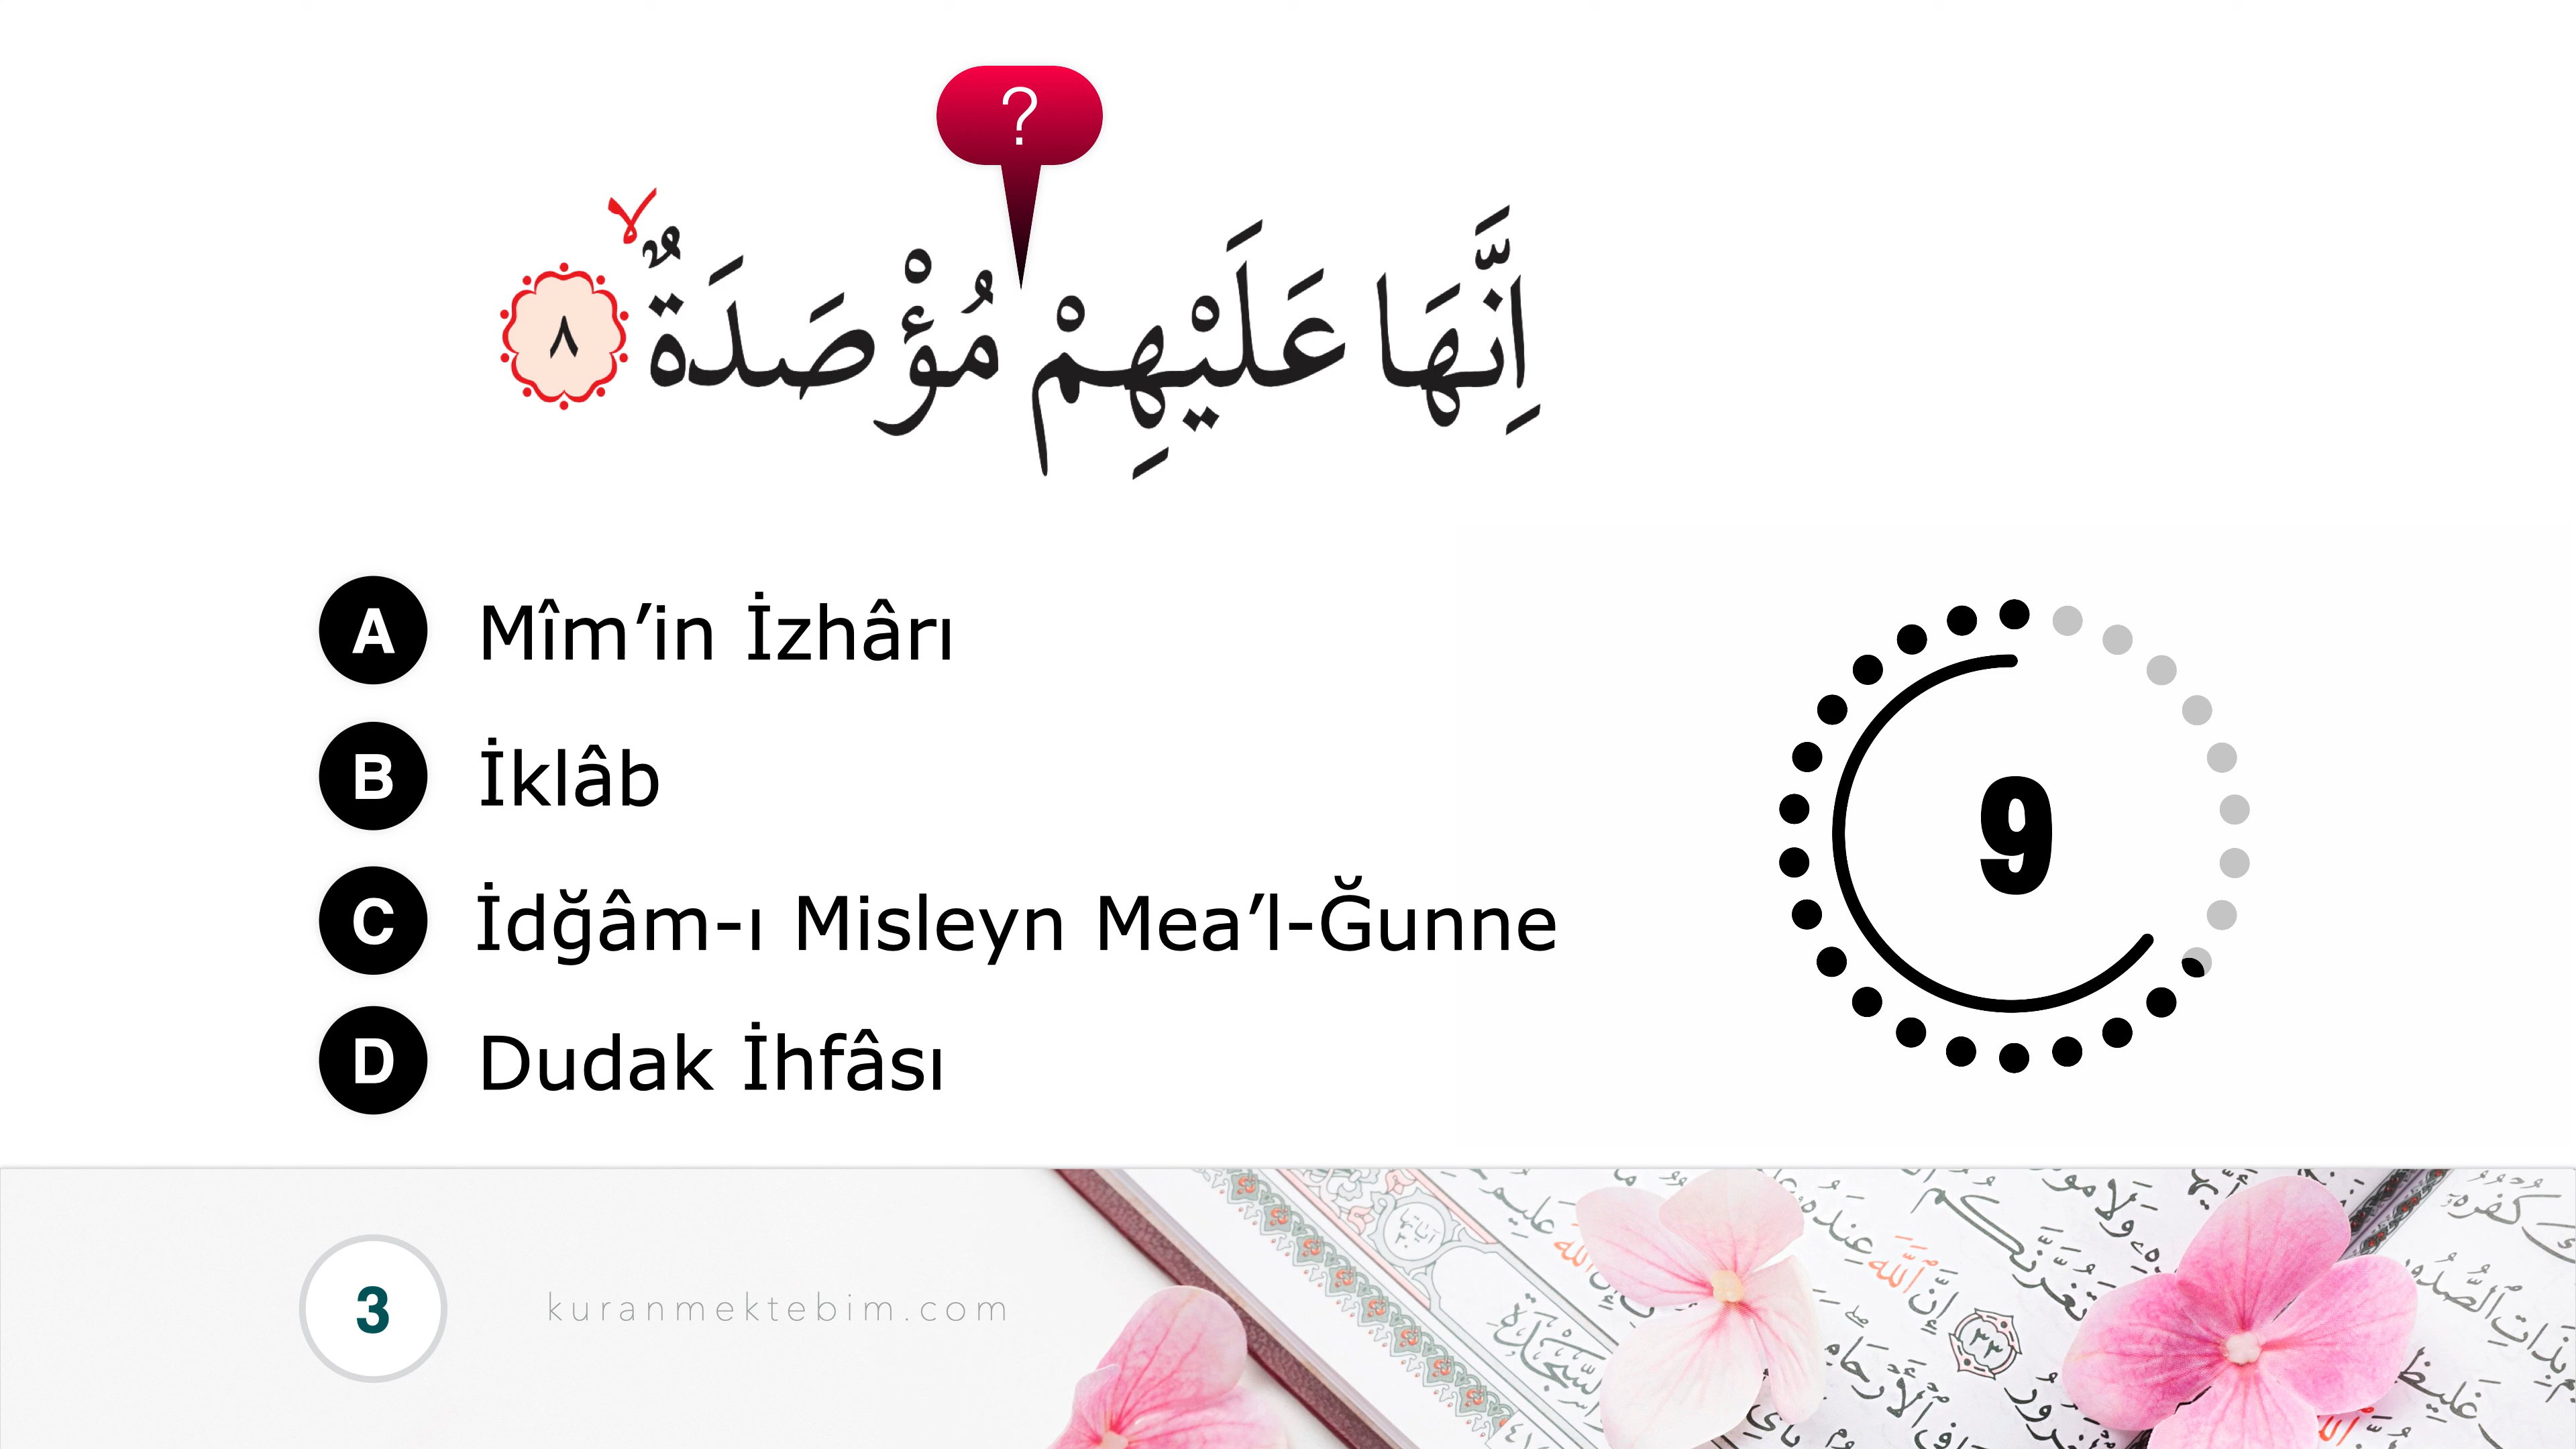 ?
اِنَّهَا عَلَيْهِمْ مُؤْصَدَةٌ ۙ ﴿٨﴾
A Mîm’in İzhârı
B İklâb
C İdğâm-ı Misleyn Mea’l-Ğunne
D Dudak İhfâsı
9
3
kuranmektebim.com